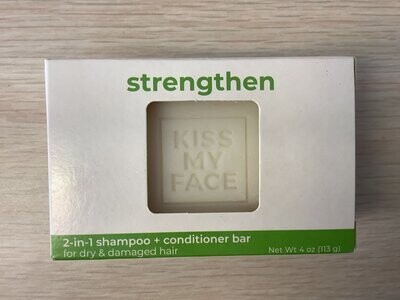 strengthen
KISS
MY
FACE
2-in-1 shampoo + conditioner bar
for dry & damaged hair
Net Wt 4 oz (113 g)